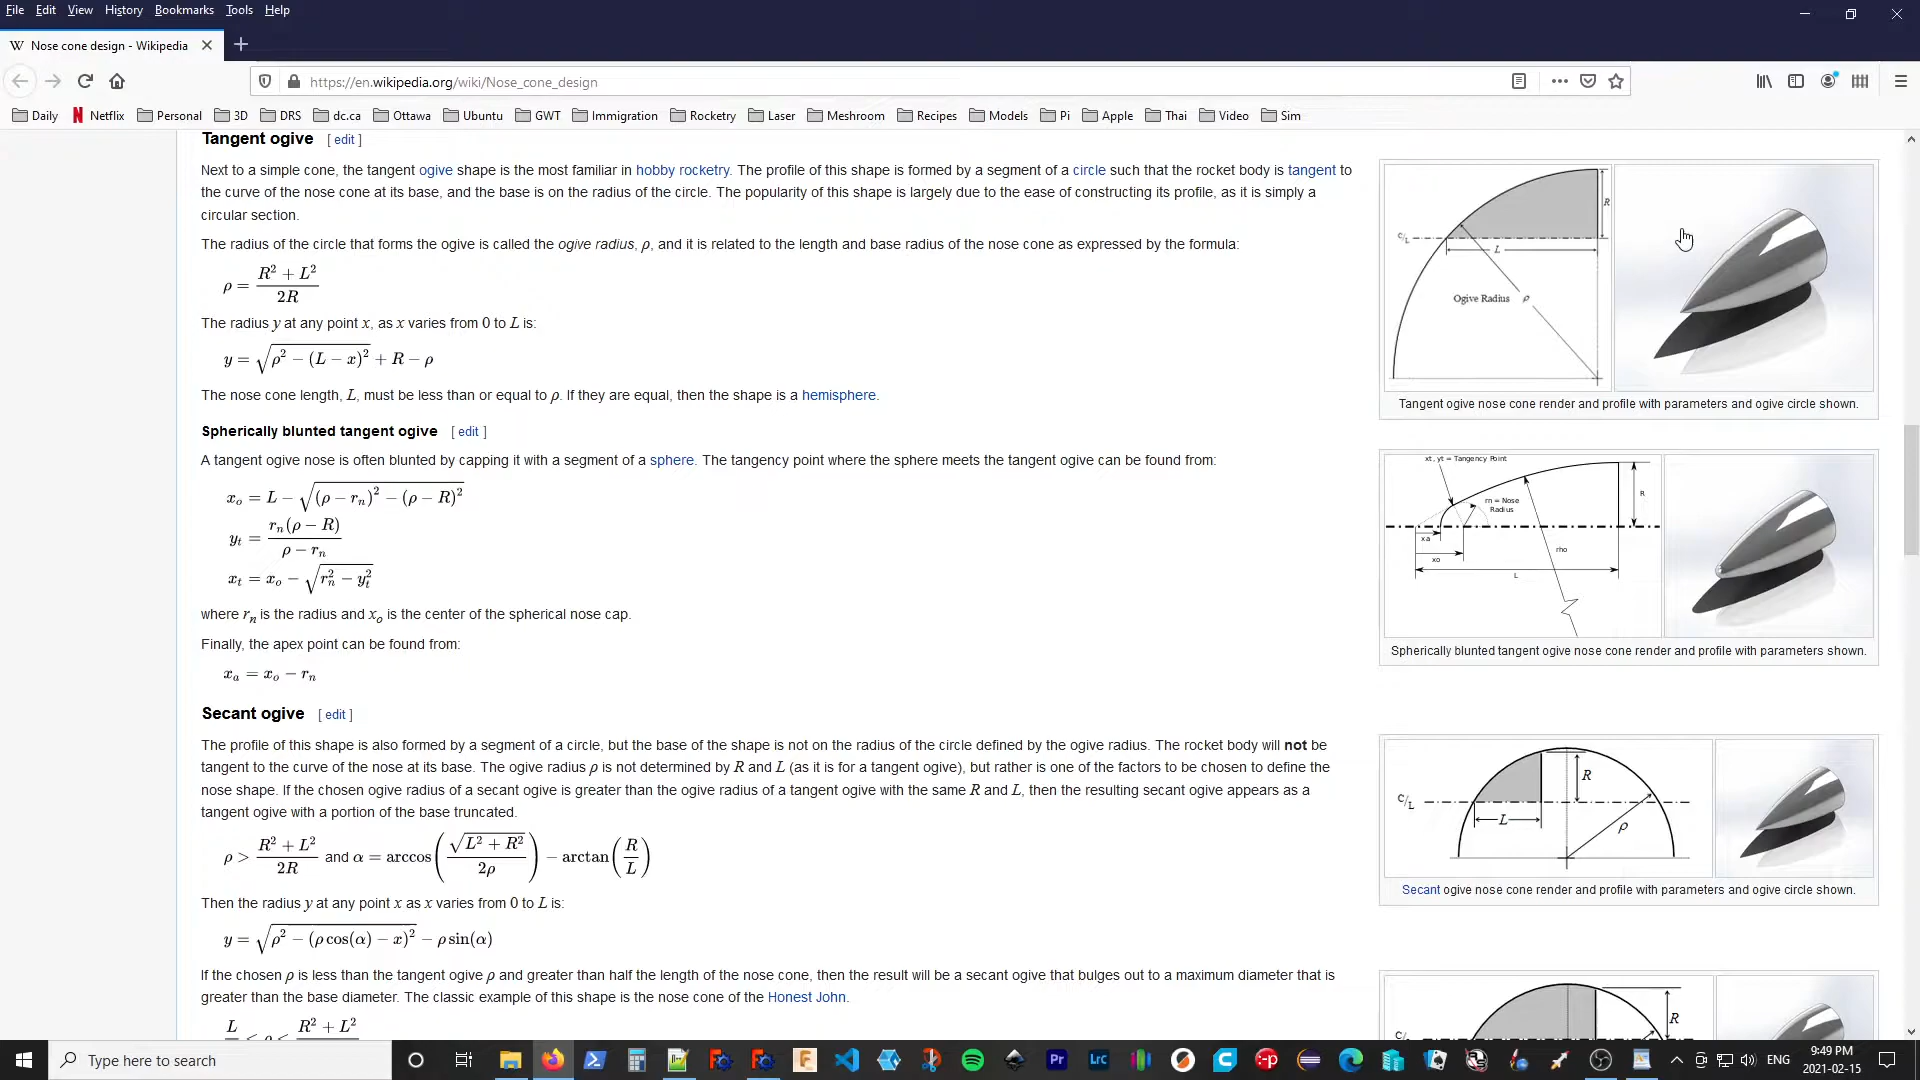 File Edit View History Bookmarks Tools Help
W Nose cone design - Wikipedia
https://en.wikipedia.org/wiki/Nose_cone_design
Daily Netflix Personal 3D DRS dc.ca Ottawa Ubuntu GWT Immigration Rocketry Laser Meshroom Recipes Models Pi Apple Thai Video Sim
Tangent ogive [ edit ]
Next to a simple cone, the tangent ogive shape is the most familiar in hobby rocketry. The profile of this shape is formed by a segment of a circle such that the rocket body is tangent to
the curve of the nose cone at its base, and the base is on the radius of the circle. The popularity of this shape is largely due to the ease of constructing its profile, as it is simply a
circular section.
The radius of the circle that forms the ogive is called the ogive radius, ρ, and it is related to the length and base radius of the nose cone as expressed by the formula:
ρ = (R² + L²) / 2R
The radius y at any point x, as x varies from 0 to L is:
y = √(ρ² − (L − x)²) + R − ρ
The nose cone length, L, must be less than or equal to ρ. If they are equal, then the shape is a hemisphere.
C/L
R
L
Ogive Radius ρ
Tangent ogive nose cone render and profile with parameters and ogive circle shown.
Spherically blunted tangent ogive [ edit ]
A tangent ogive nose is often blunted by capping it with a segment of a sphere. The tangency point where the sphere meets the tangent ogive can be found from:
xₒ = L − √((ρ − rₙ)² − (ρ − R)²)
yₜ = rₙ(ρ − R) / (ρ − rₙ)
xₜ = xₒ − √(rₙ² − yₜ²)
where rₙ is the radius and xₒ is the center of the spherical nose cap.
Finally, the apex point can be found from:
xₐ = xₒ − rₙ
xt, yt = Tangency Point
rn = Nose
Radius
R
xa
rho
xo
L
Spherically blunted tangent ogive nose cone render and profile with parameters shown.
Secant ogive [ edit ]
The profile of this shape is also formed by a segment of a circle, but the base of the shape is not on the radius of the circle defined by the ogive radius. The rocket body will not be
tangent to the curve of the nose at its base. The ogive radius ρ is not determined by R and L (as it is for a tangent ogive), but rather is one of the factors to be chosen to define the
nose shape. If the chosen ogive radius of a secant ogive is greater than the ogive radius of a tangent ogive with the same R and L, then the resulting secant ogive appears as a
tangent ogive with a portion of the base truncated.
ρ > (R² + L²) / 2R and α = arccos(√(L² + R²) / 2ρ) − arctan(R / L)
Then the radius y at any point x as x varies from 0 to L is:
y = √(ρ² − (ρ cos(α) − x)²) − ρ sin(α)
If the chosen ρ is less than the tangent ogive ρ and greater than half the length of the nose cone, then the result will be a secant ogive that bulges out to a maximum diameter that is
greater than the base diameter. The classic example of this shape is the nose cone of the Honest John.
L < ρ < R² + L²
R
C/L
L
ρ
Secant ogive nose cone render and profile with parameters and ogive circle shown.
R
Type here to search
Pr
Lrc
ENG
9:49 PM
2021-02-15